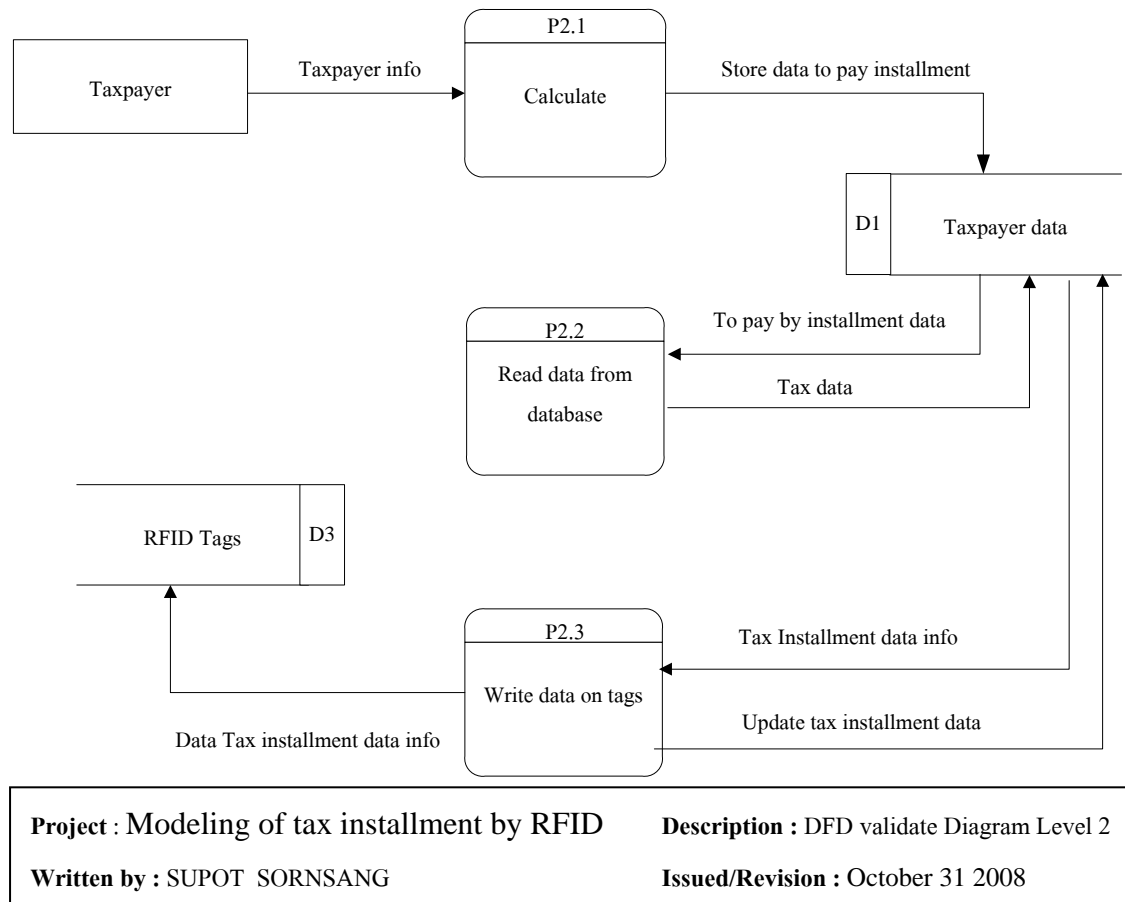 P2.1
Taxpayer
Taxpayer info
Calculate
Store data to pay installment
D1
Taxpayer data
To pay by installment data
P2.2
Read data from
database
Tax data
RFID Tags
D3
P2.3
Write data on tags
Tax Installment data info
Update tax installment data
Data Tax installment data info
Project : Modeling of tax installment by RFID
Description : DFD validate Diagram Level 2
Written by : SUPOT SORNSANG
Issued/Revision : October 31 2008